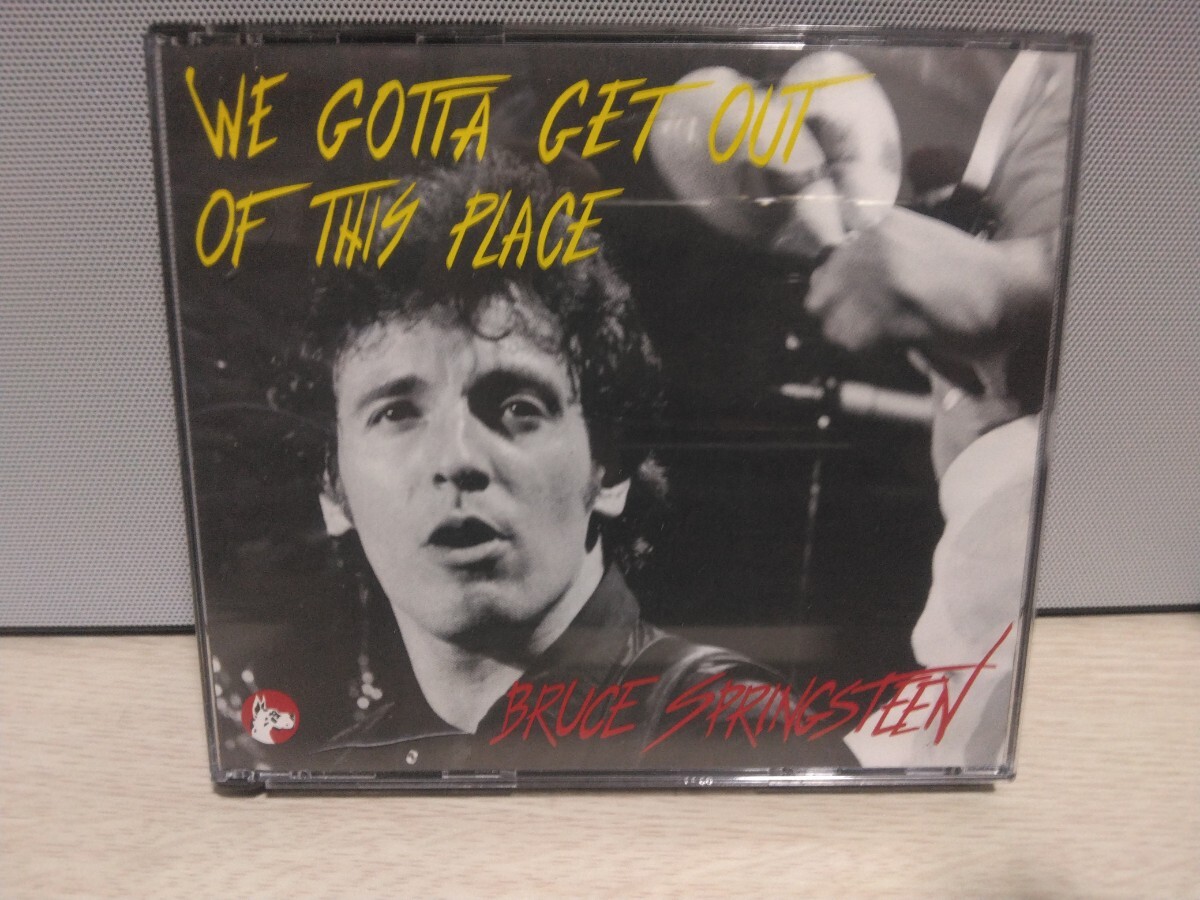 WE GOTTA GET OUT
OF THIS PLACE
BRUCE SPRINGSTEEN